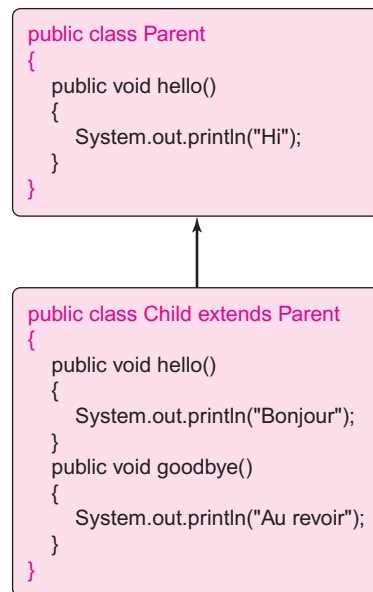 public class Parent
{
public void hello()
{
System.out.println("Hi");
}
}
public class Child extends Parent
{
public void hello()
{
System.out.println("Bonjour");
}
public void goodbye()
{
System.out.println("Au revoir");
}
}